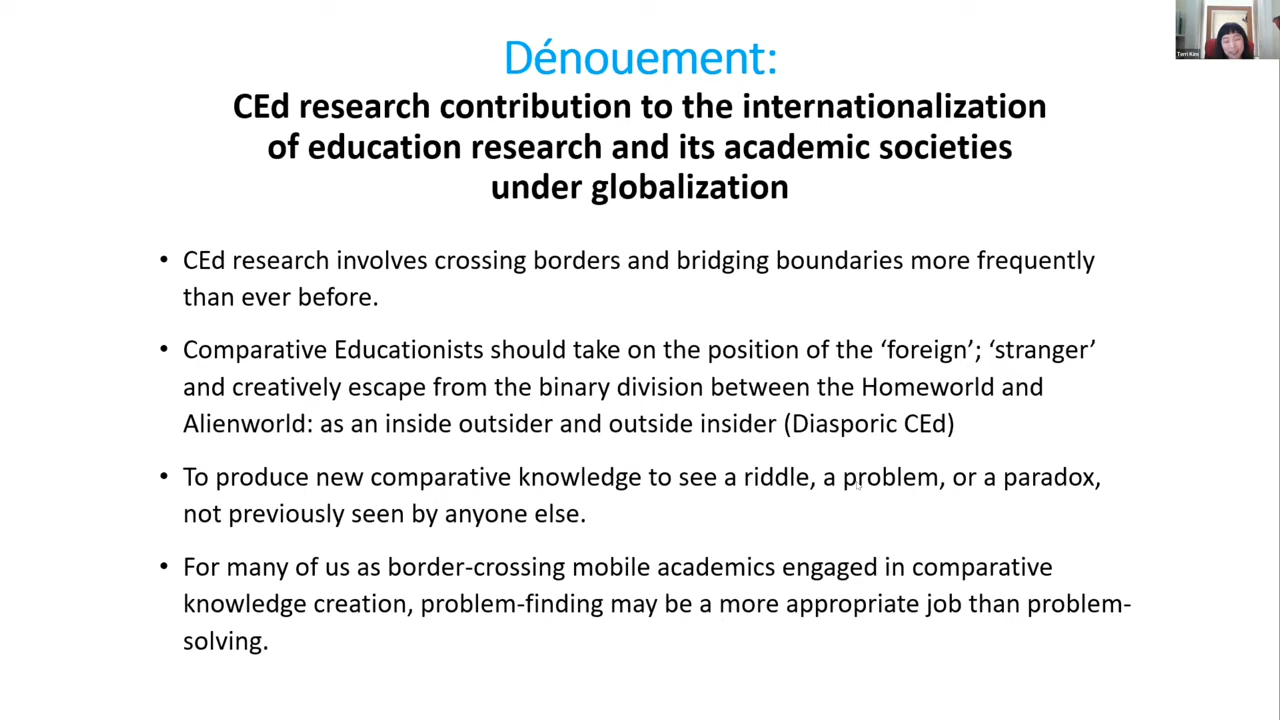 Dénouement:
CEd research contribution to the internationalization
of education research and its academic societies
under globalization
• CEd research involves crossing borders and bridging boundaries more frequently
than ever before.
• Comparative Educationists should take on the position of the ‘foreign’; ‘stranger’
and creatively escape from the binary division between the Homeworld and
Alienworld: as an inside outsider and outside insider (Diasporic CEd)
• To produce new comparative knowledge to see a riddle, a problem, or a paradox,
not previously seen by anyone else.
• For many of us as border-crossing mobile academics engaged in comparative
knowledge creation, problem-finding may be a more appropriate job than problem-
solving.
Terri Kim